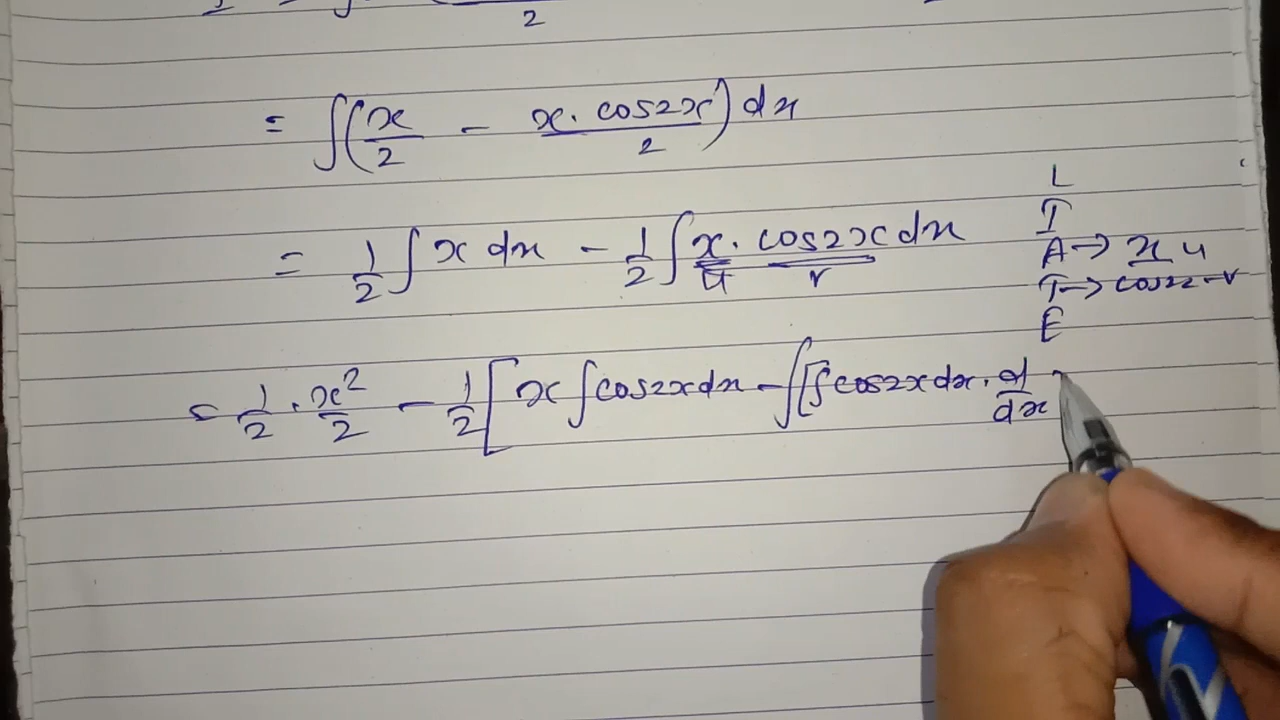 2
= ∫(x/2 - x. cos2x/2) dx
= 1/2 ∫ x dx - 1/2 ∫ x. cos2x dx
u v
L
I
A → x u
T → cos2x → v
E
= 1/2 . x²/2 - 1/2 [x ∫cos2x dx - ∫[∫cos2x dx. d/dx